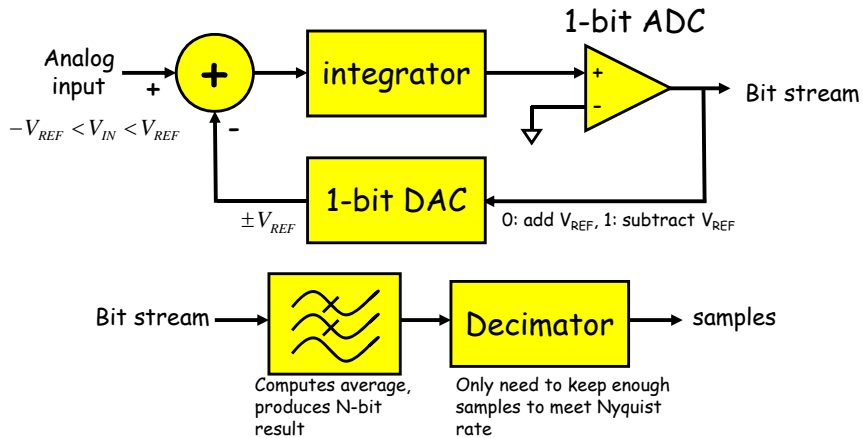 1-bit ADC
Analog
input
+
+
integrator
+
-
Bit stream
−V_REF < V_IN < V_REF
-
1-bit DAC
±V_REF
0: add V_REF, 1: subtract V_REF
Bit stream
Decimator
samples
Computes average,
produces N-bit
result
Only need to keep enough
samples to meet Nyquist
rate